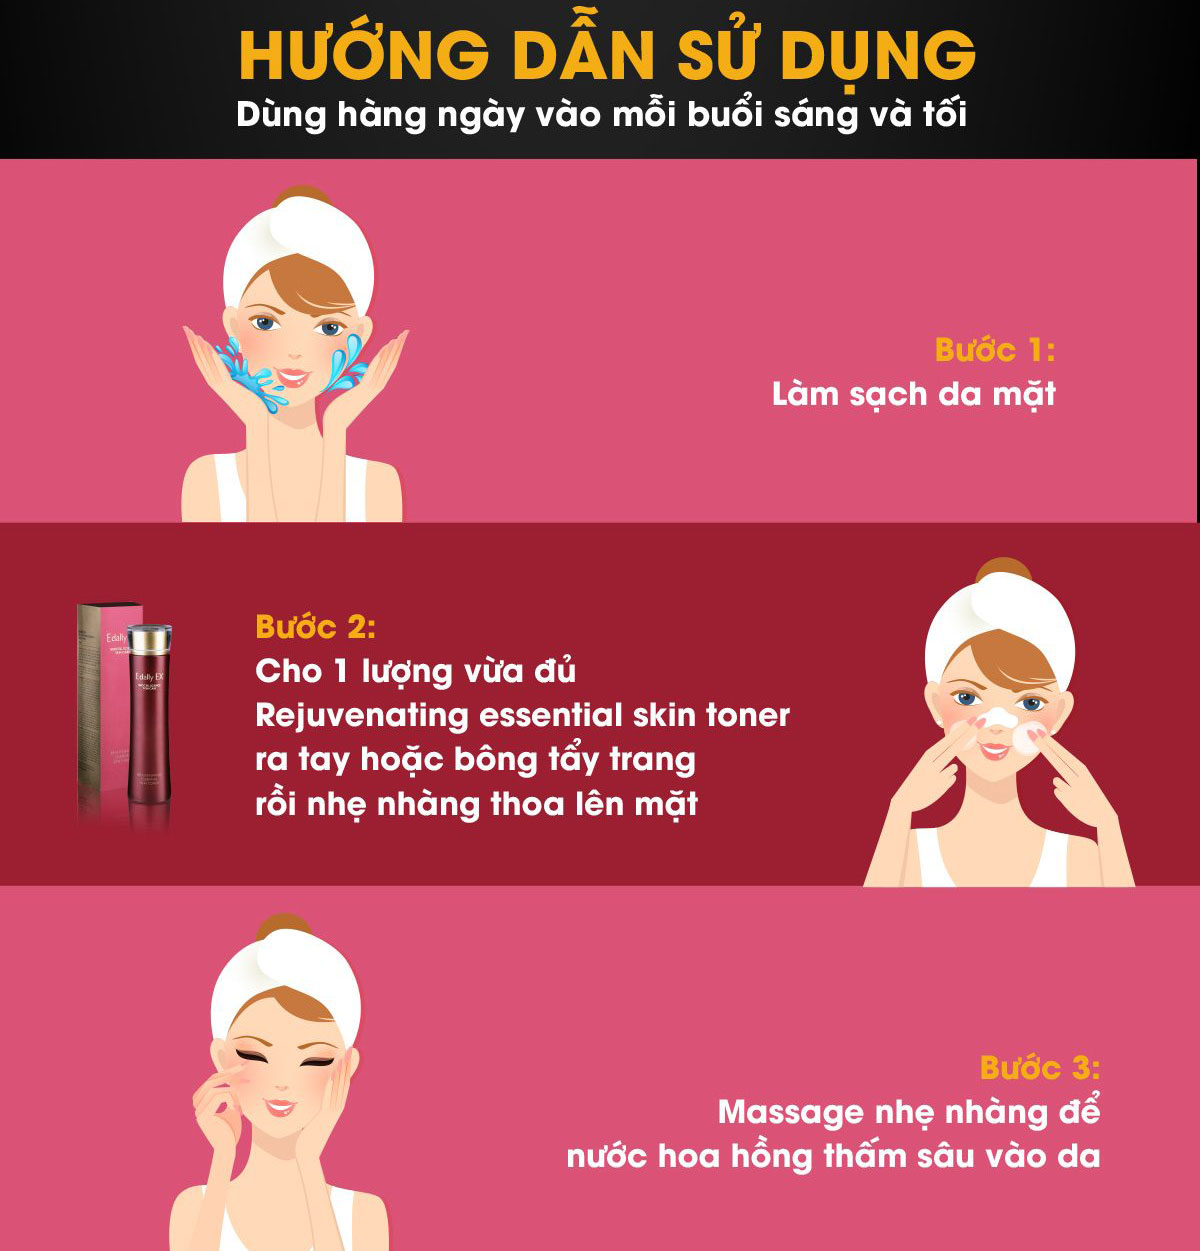 HƯỚNG DẪN SỬ DỤNG
Dùng hàng ngày vào mỗi buổi sáng và tối
Bước 1:
Làm sạch da mặt
Bước 2:
Cho 1 lượng vừa đủ
Rejuvenating essential skin toner
ra tay hoặc bông tẩy trang
rồi nhẹ nhàng thoa lên mặt
Edally
Edally EX
Bước 3:
Massage nhẹ nhàng để
nước hoa hồng thấm sâu vào da